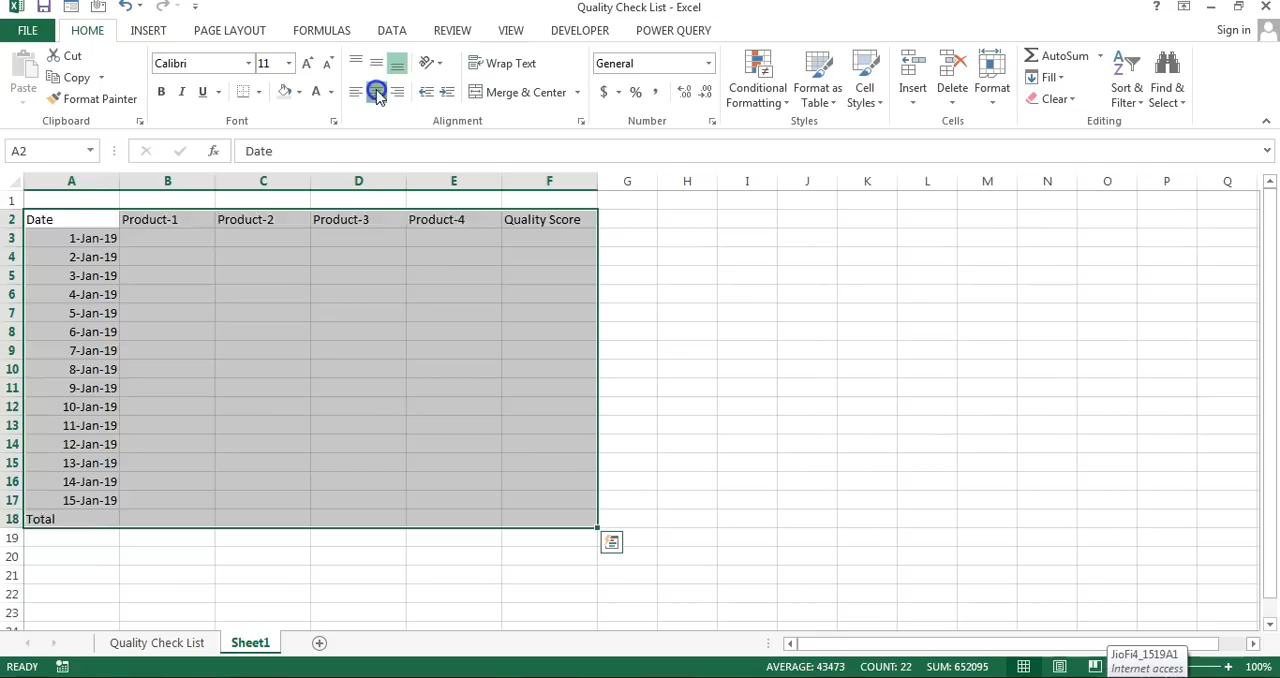 Quality Check List - Excel
?
FILE HOME INSERT PAGE LAYOUT FORMULAS DATA REVIEW VIEW DEVELOPER POWER QUERY Sign in
Paste
Cut
Copy
Format Painter
Clipboard
Calibri 11
B I U A
Font
Wrap Text
Merge & Center
Alignment
General
$ % ,
Number
Conditional Formatting
Format as Table
Cell Styles
Styles
Insert Delete Format
Cells
AutoSum
Fill
Clear
Sort & Filter
Find & Select
Editing
A2 fx Date
A B C D E F G H I J K L M N O P Q
1
2 Date Product-1 Product-2 Product-3 Product-4 Quality Score
3 1-Jan-19
4 2-Jan-19
5 3-Jan-19
6 4-Jan-19
7 5-Jan-19
8 6-Jan-19
9 7-Jan-19
10 8-Jan-19
11 9-Jan-19
12 10-Jan-19
13 11-Jan-19
14 12-Jan-19
15 13-Jan-19
16 14-Jan-19
17 15-Jan-19
18 Total
19
20
21
22
23
Quality Check List Sheet1
JioFi4_1519A1
Internet access
READY AVERAGE: 43473 COUNT: 22 SUM: 652095 100%